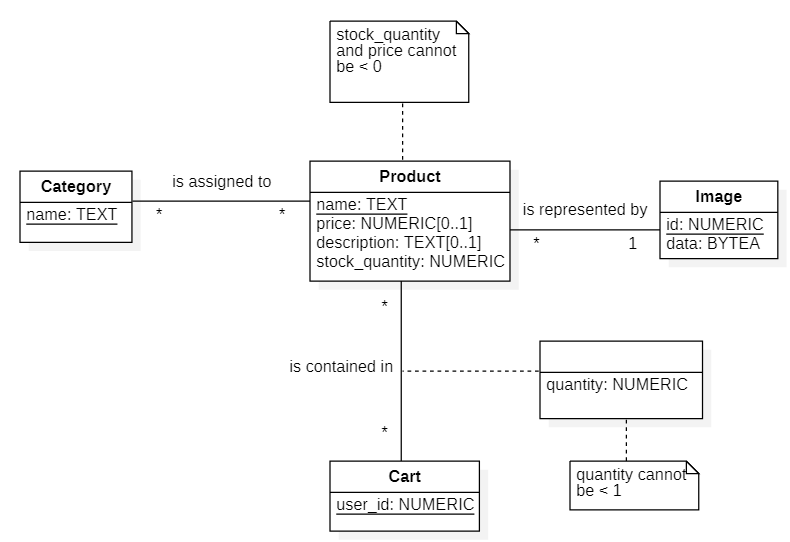 stock_quantity
and price cannot
be < 0
Category
name: TEXT
is assigned to
*
*
Product
name: TEXT
price: NUMERIC[0..1]
description: TEXT[0..1]
stock_quantity: NUMERIC
is represented by
*
1
Image
id: NUMERIC
data: BYTEA
*
is contained in
*
quantity: NUMERIC
quantity cannot
be < 1
Cart
user_id: NUMERIC